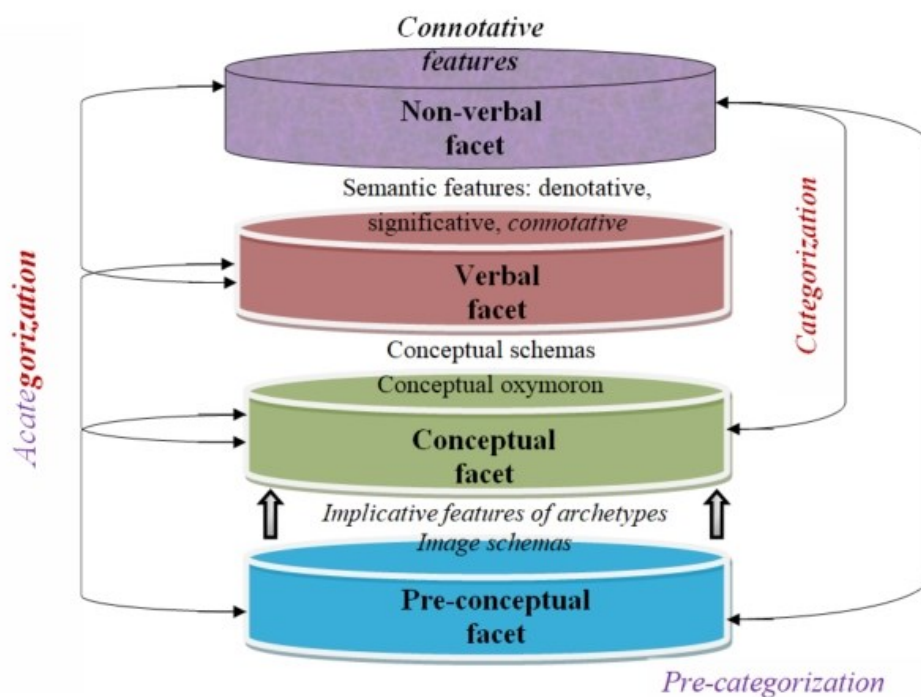 Connotative
features
Non-verbal
facet
Semantic features: denotative,
significative, connotative
Verbal
facet
Conceptual schemas
Conceptual oxymoron
Conceptual
facet
Implicative features of archetypes
Image schemas
Pre-conceptual
facet
Acategorization
Categorization
Pre-categorization